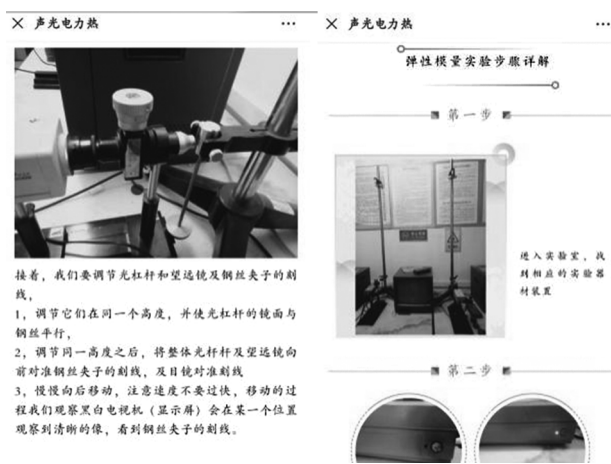 声光电力热
接着，我们要调节光杠杆和望远镜及钢丝夹子的刻
线，
1，调节它们在同一个高度，并使光杠杆的镜面与
钢丝平行，
2，调节同一高度之后，将整体光杆杆及望远镜向
前对准钢丝夹子的刻线，及目镜对准刻线
3，慢慢向后移动，注意速度不要过快，移动的过
程我们观察黑白电视机（显示屏）会在某一个位置
观察到清晰的像，看到钢丝夹子的刻线。
声光电力热
弹性模量实验步骤详解
第一步
进入实验室，找
到相应的实验器
材装置
第二步